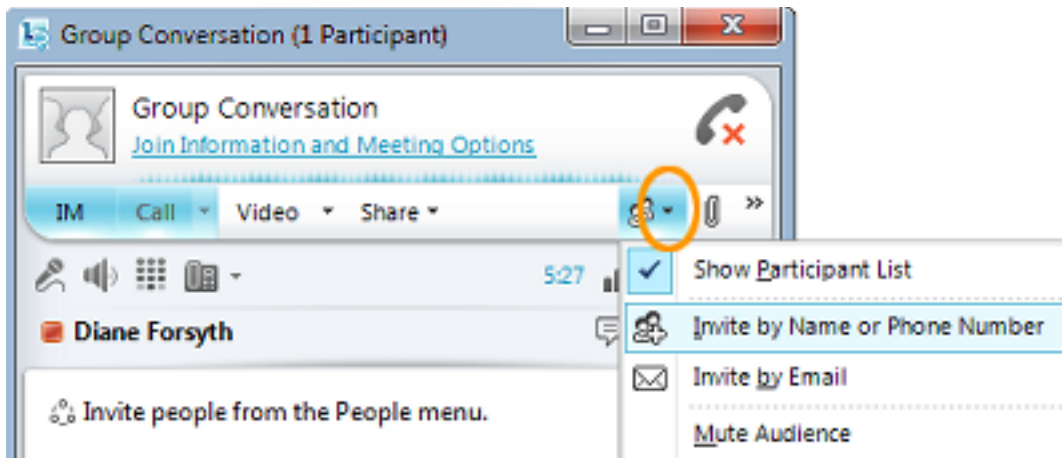 Group Conversation (1 Participant)
Group Conversation
Join Information and Meeting Options
IM Call Video Share
5:27
Show Participant List
Diane Forsyth
Invite by Name or Phone Number
Invite by Email
Invite people from the People menu.
Mute Audience